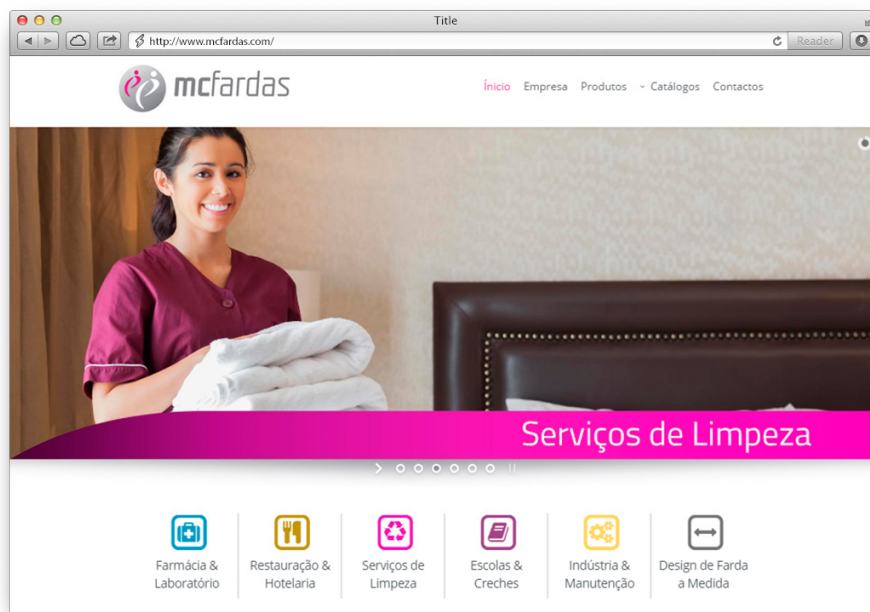 Title
http://www.mcfardas.com/
Reader
mcfardas
Ínicio Empresa Produtos Catálogos Contactos
Serviços de Limpeza
Farmácia &
Laboratório
Restauração &
Hotelaria
Serviços de
Limpeza
Escolas &
Creches
Indústria &
Manutenção
Design de Farda
a Medida